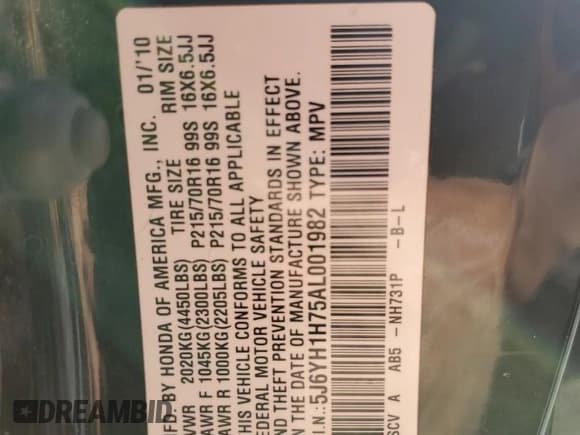 MFD. BY HONDA OF AMERICA MFG., INC. 01/'10
GVWR 2020KG(4450LBS) TIRE SIZE RIM SIZE
GAWR F 1045KG(2300LBS) P215/70R16 99S 16X6.5JJ
GAWR R 1000KG(2205LBS) P215/70R16 99S 16X6.5JJ
THIS VEHICLE CONFORMS TO ALL APPLICABLE
FEDERAL MOTOR VEHICLE SAFETY
AND THEFT PREVENTION STANDARDS IN EFFECT
ON THE DATE OF MANUFACTURE SHOWN ABOVE.
V.I.N.:5J6YH1H75AL001982 TYPE: MPV
SCV A AB5 -NH731P -B-L
DREAMBID